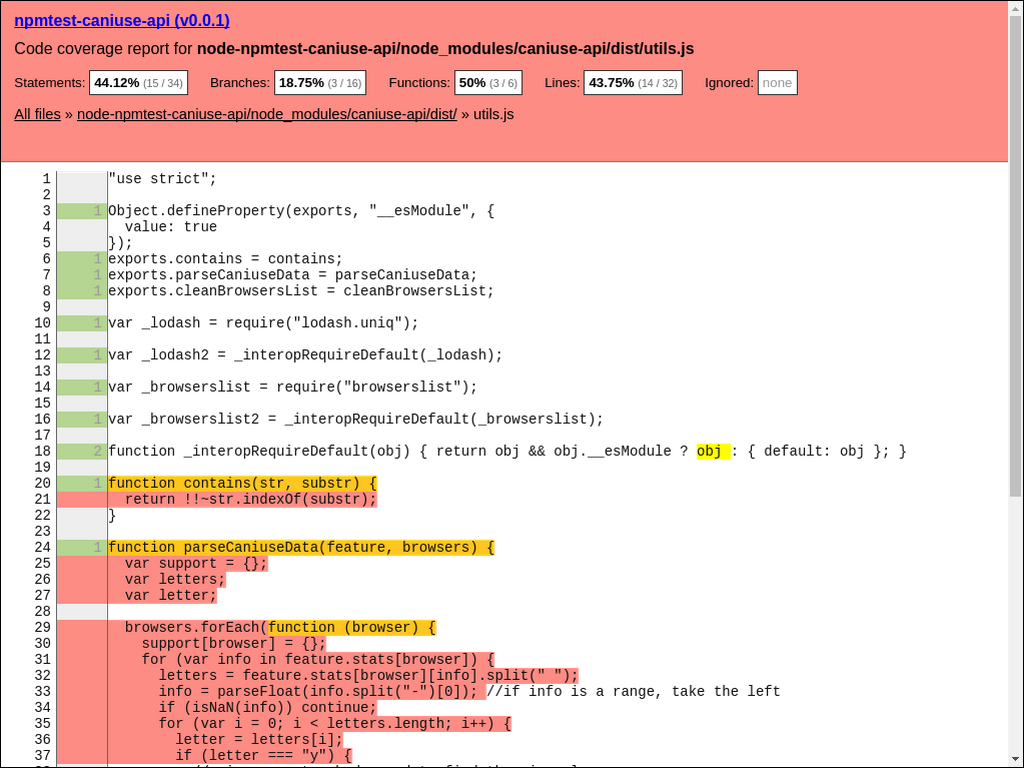 npmtest-caniuse-api (v0.0.1)
Code coverage report for node-npmtest-caniuse-api/node_modules/caniuse-api/dist/utils.js
Statements: 44.12% (15 / 34) Branches: 18.75% (3 / 16) Functions: 50% (3 / 6) Lines: 43.75% (14 / 32) Ignored: none
All files » node-npmtest-caniuse-api/node_modules/caniuse-api/dist/ » utils.js
1 "use strict";
2
3 1 Object.defineProperty(exports, "__esModule", {
4   value: true
5 });
6 1 exports.contains = contains;
7 1 exports.parseCaniuseData = parseCaniuseData;
8 1 exports.cleanBrowsersList = cleanBrowsersList;
9
10 1 var _lodash = require("lodash.uniq");
11
12 1 var _lodash2 = _interopRequireDefault(_lodash);
13
14 1 var _browserslist = require("browserslist");
15
16 1 var _browserslist2 = _interopRequireDefault(_browserslist);
17
18 2 function _interopRequireDefault(obj) { return obj && obj.__esModule ? obj : { default: obj }; }
19
20 1 function contains(str, substr) {
21   return !!~str.indexOf(substr);
22 }
23
24 1 function parseCaniuseData(feature, browsers) {
25   var support = {};
26   var letters;
27   var letter;
28
29   browsers.forEach(function (browser) {
30     support[browser] = {};
31     for (var info in feature.stats[browser]) {
32       letters = feature.stats[browser][info].split(" ");
33       info = parseFloat(info.split("-")[0]); //if info is a range, take the left
34       if (isNaN(info)) continue;
35       for (var i = 0; i < letters.length; i++) {
36         letter = letters[i];
37         if (letter === "y") {